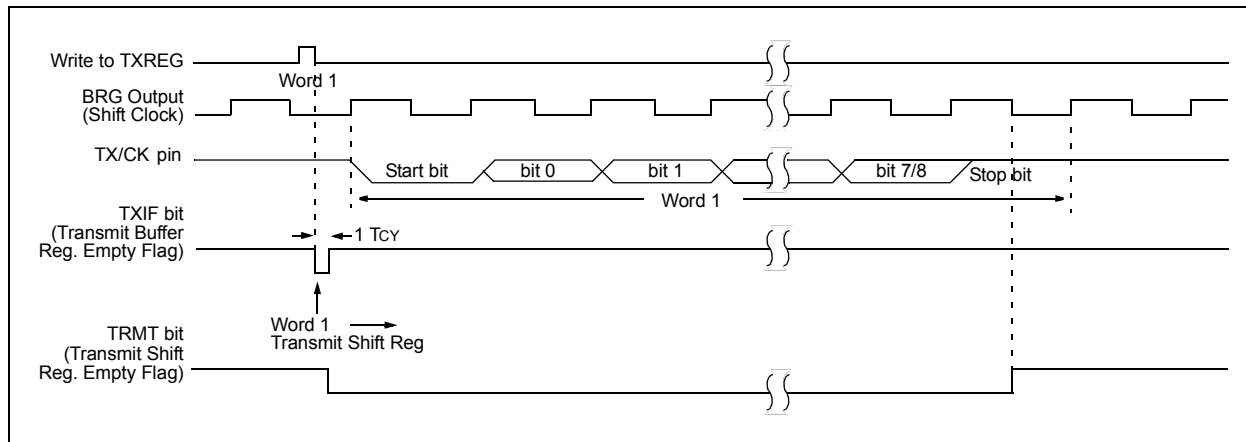 Write to TXREG
Word 1
BRG Output
(Shift Clock)
TX/CK pin
Start bit
bit 0
bit 1
bit 7/8
Stop bit
Word 1
TXIF bit
(Transmit Buffer
Reg. Empty Flag)
1 TCY
Word 1
Transmit Shift Reg
TRMT bit
(Transmit Shift
Reg. Empty Flag)